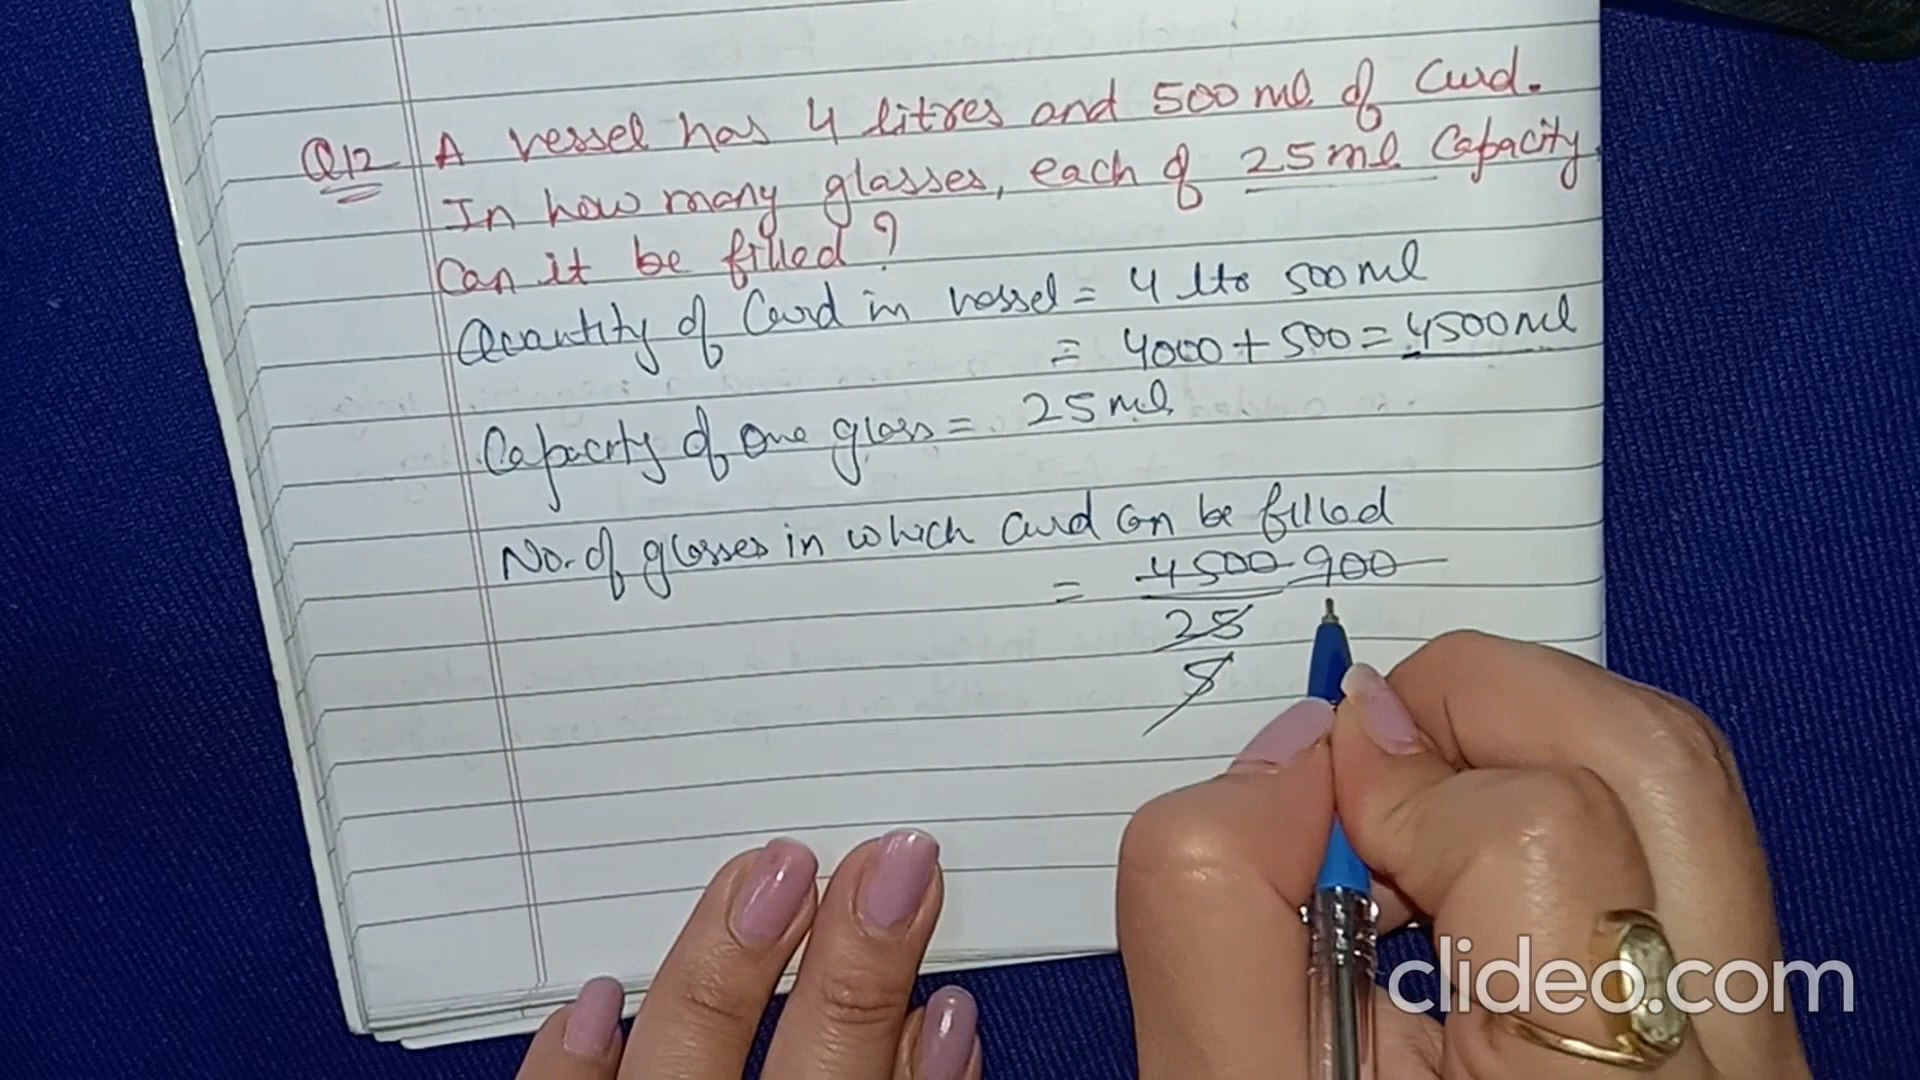 Q12 A vessel has 4 litres and 500 ml of Curd.
In how many glasses, each of 25 ml Capacity
Can it be filled?
Quantity of Curd in vessel = 4 ltr 500 ml
= 4000 + 500 = 4500 ml
Capacity of one glass = 25 ml
No. of glasses in which Curd can be filled
= 4500 900
25
5
clideo.com